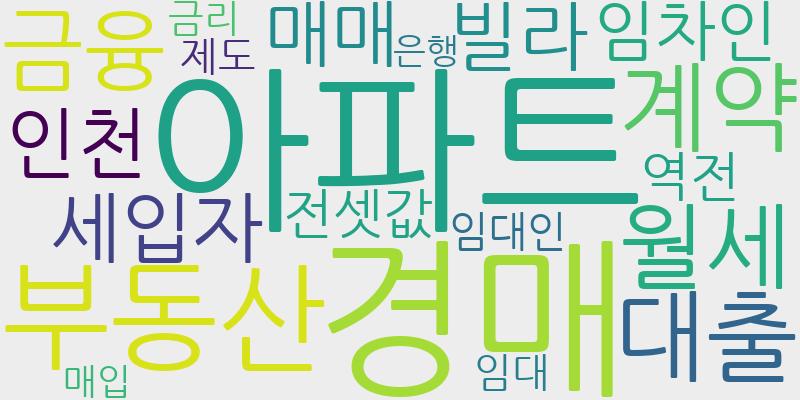 금융
금리
제도
매매
은행
빌라
임차인
인천
아파트
계약
세입자
전셋값
임대인
역전
월세
부동산
경매
대출
매입
임대